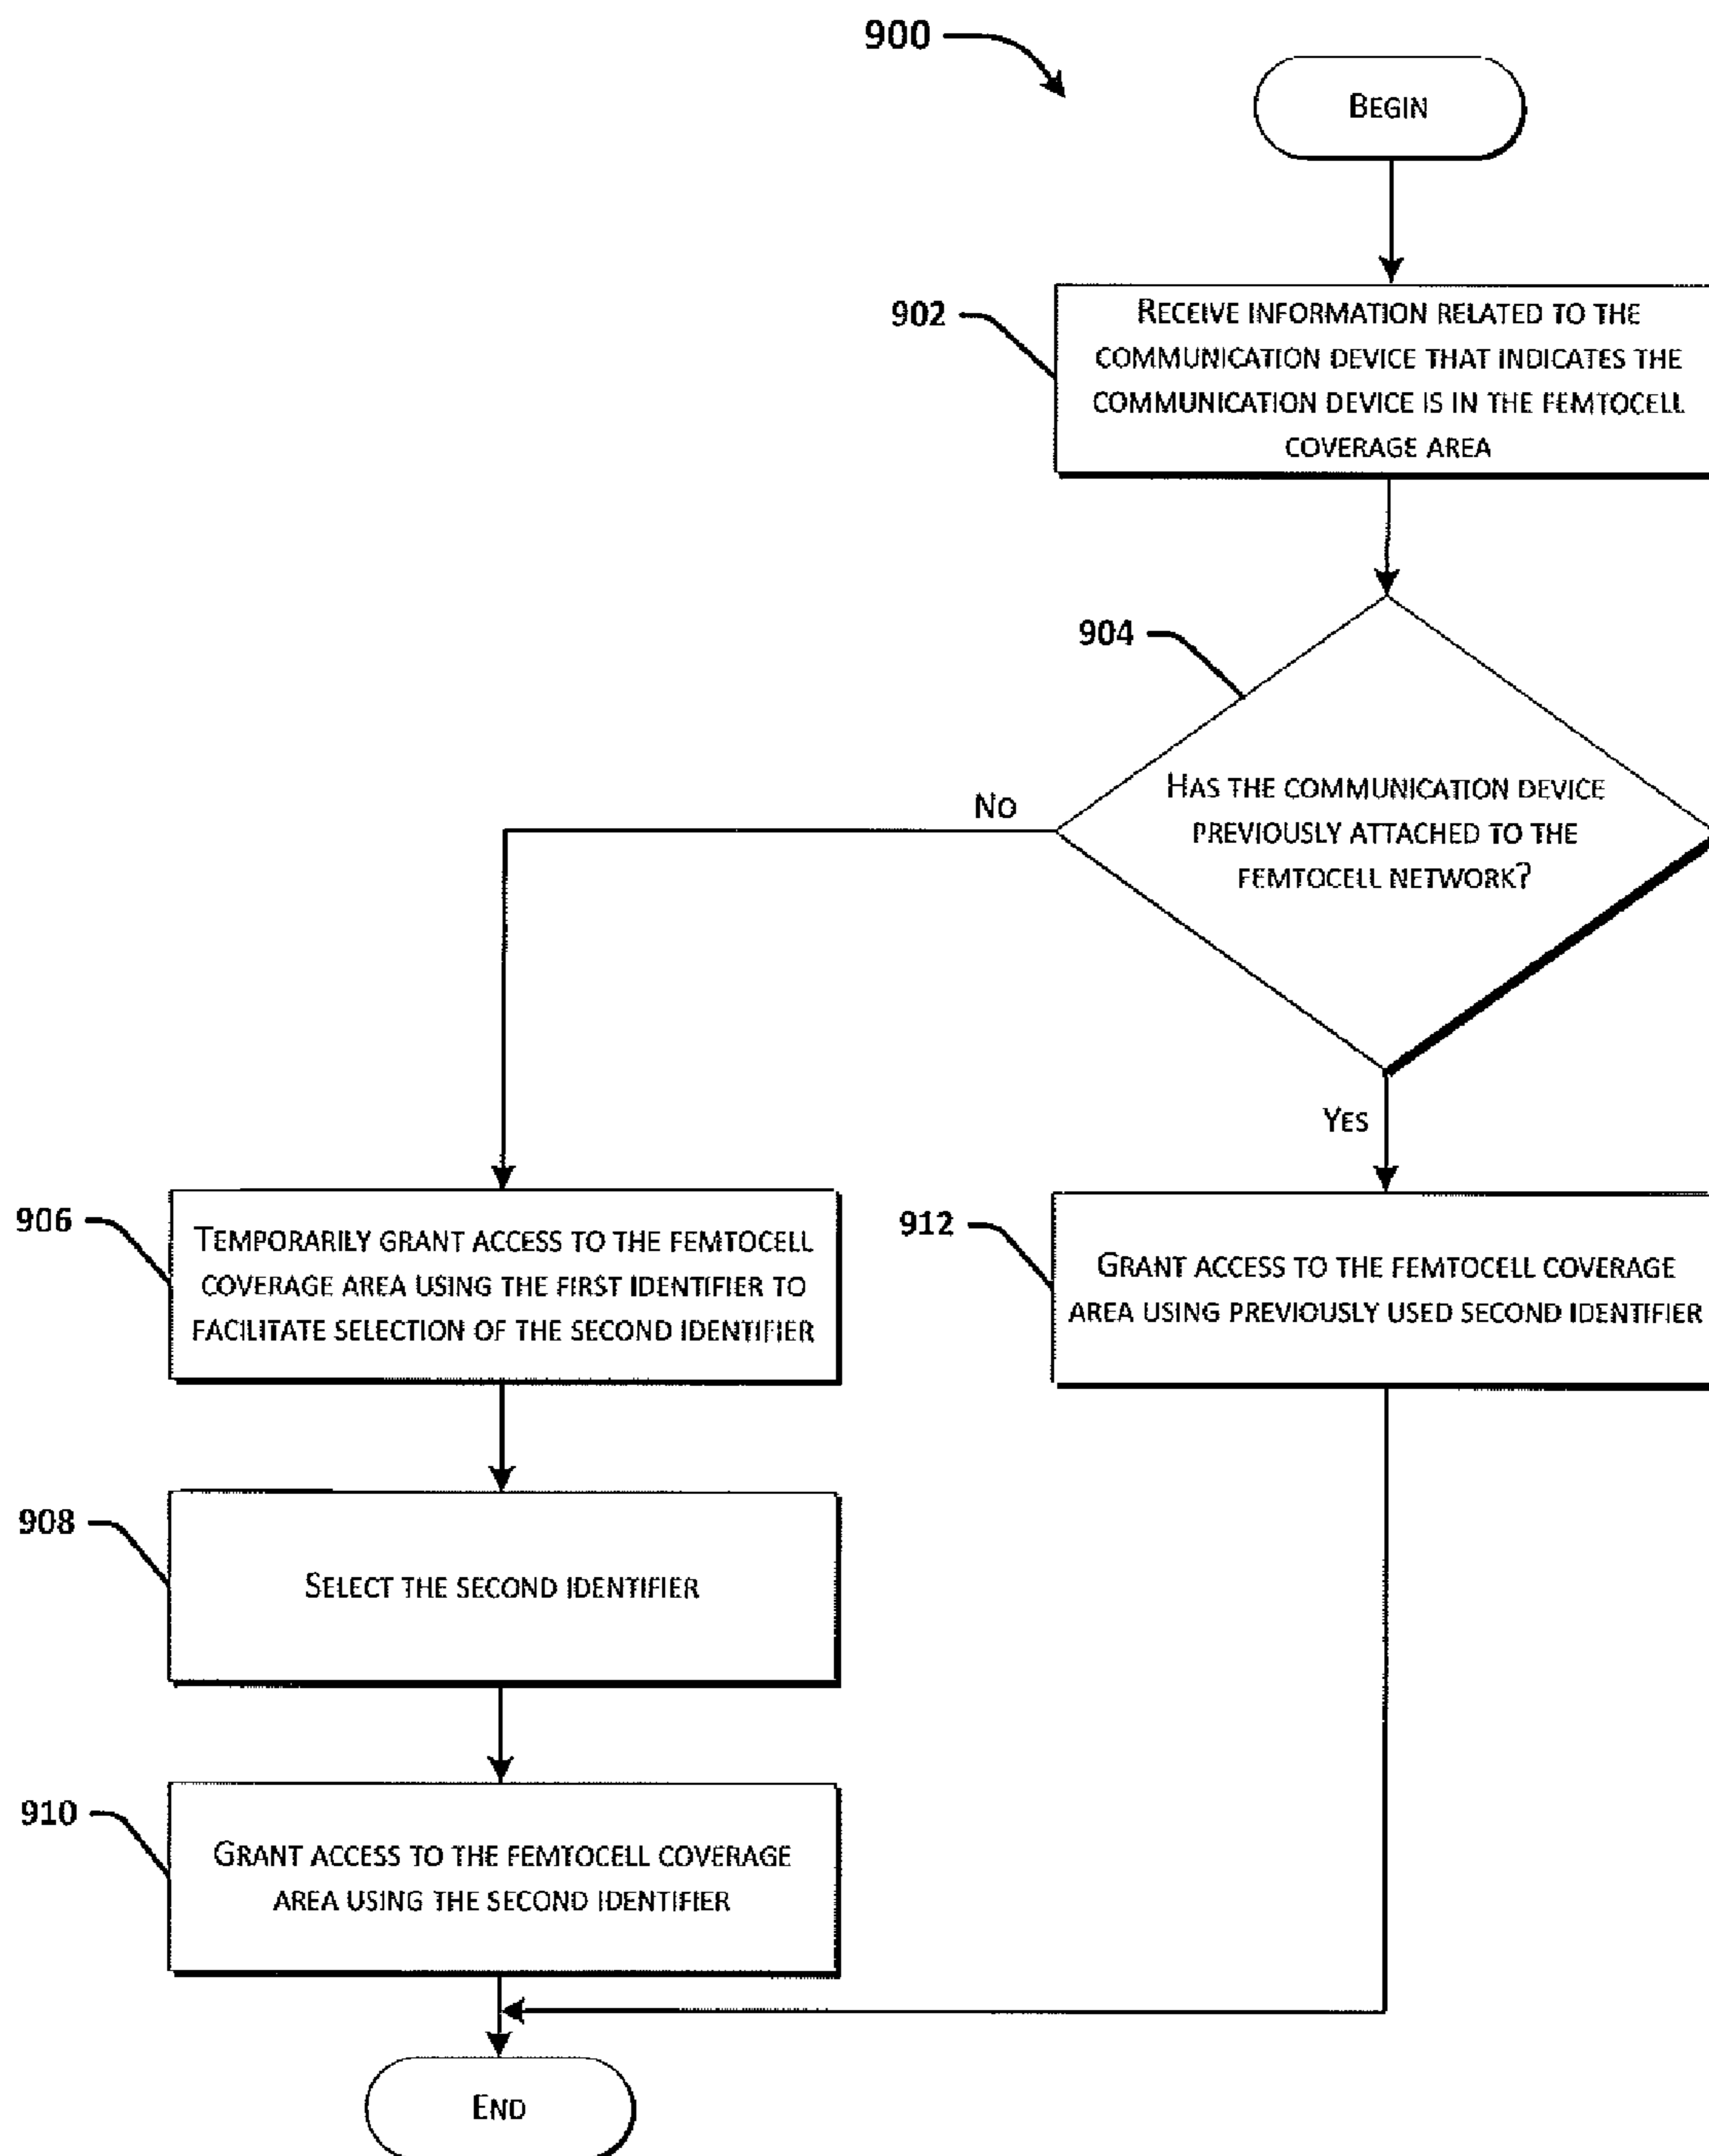 900
BEGIN
902
RECEIVE INFORMATION RELATED TO THE
COMMUNICATION DEVICE THAT INDICATES THE
COMMUNICATION DEVICE IS IN THE FEMTOCELL
COVERAGE AREA
904
HAS THE COMMUNICATION DEVICE
PREVIOUSLY ATTACHED TO THE
FEMTOCELL NETWORK?
NO
YES
906
TEMPORARILY GRANT ACCESS TO THE FEMTOCELL
COVERAGE AREA USING THE FIRST IDENTIFIER TO
FACILITATE SELECTION OF THE SECOND IDENTIFIER
912
GRANT ACCESS TO THE FEMTOCELL COVERAGE
AREA USING PREVIOUSLY USED SECOND IDENTIFIER
908
SELECT THE SECOND IDENTIFIER
910
GRANT ACCESS TO THE FEMTOCELL COVERAGE
AREA USING THE SECOND IDENTIFIER
END